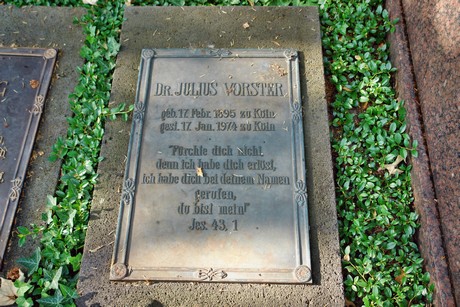 DR. JULIUS VORSTER
geb. 17. Febr. 1895 zu Köln
gest. 17. Jan. 1974 zu Köln
"Fürchte dich nicht,
denn ich habe dich erlöst,
ich habe dich bei deinem Namen
gerufen,
du bist mein!"
Jes. 43, 1